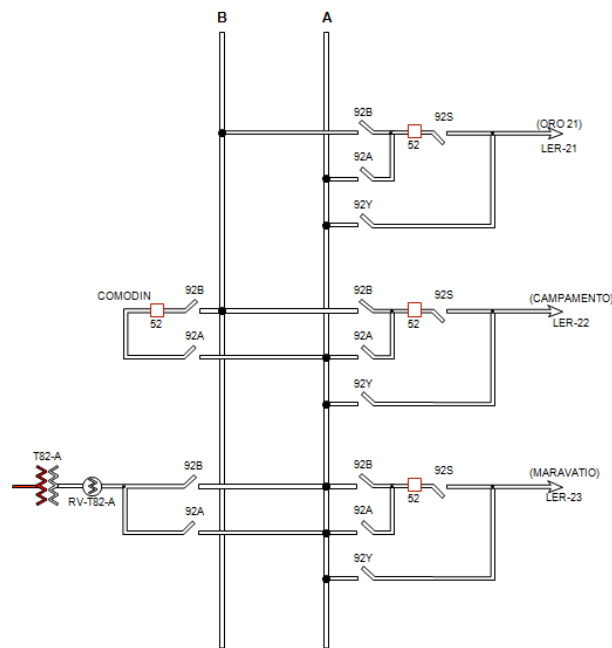 B A
92B 92S (ORO 21)
52 LER-21
92A
92Y
COMODIN 92B 92B 92S (CAMPAMENTO)
52 52 LER-22
92A 92A
92Y
T82-A 92B 92B 92S (MARAVATIO)
RV-T82-A 52 LER-23
92A 92A
92Y